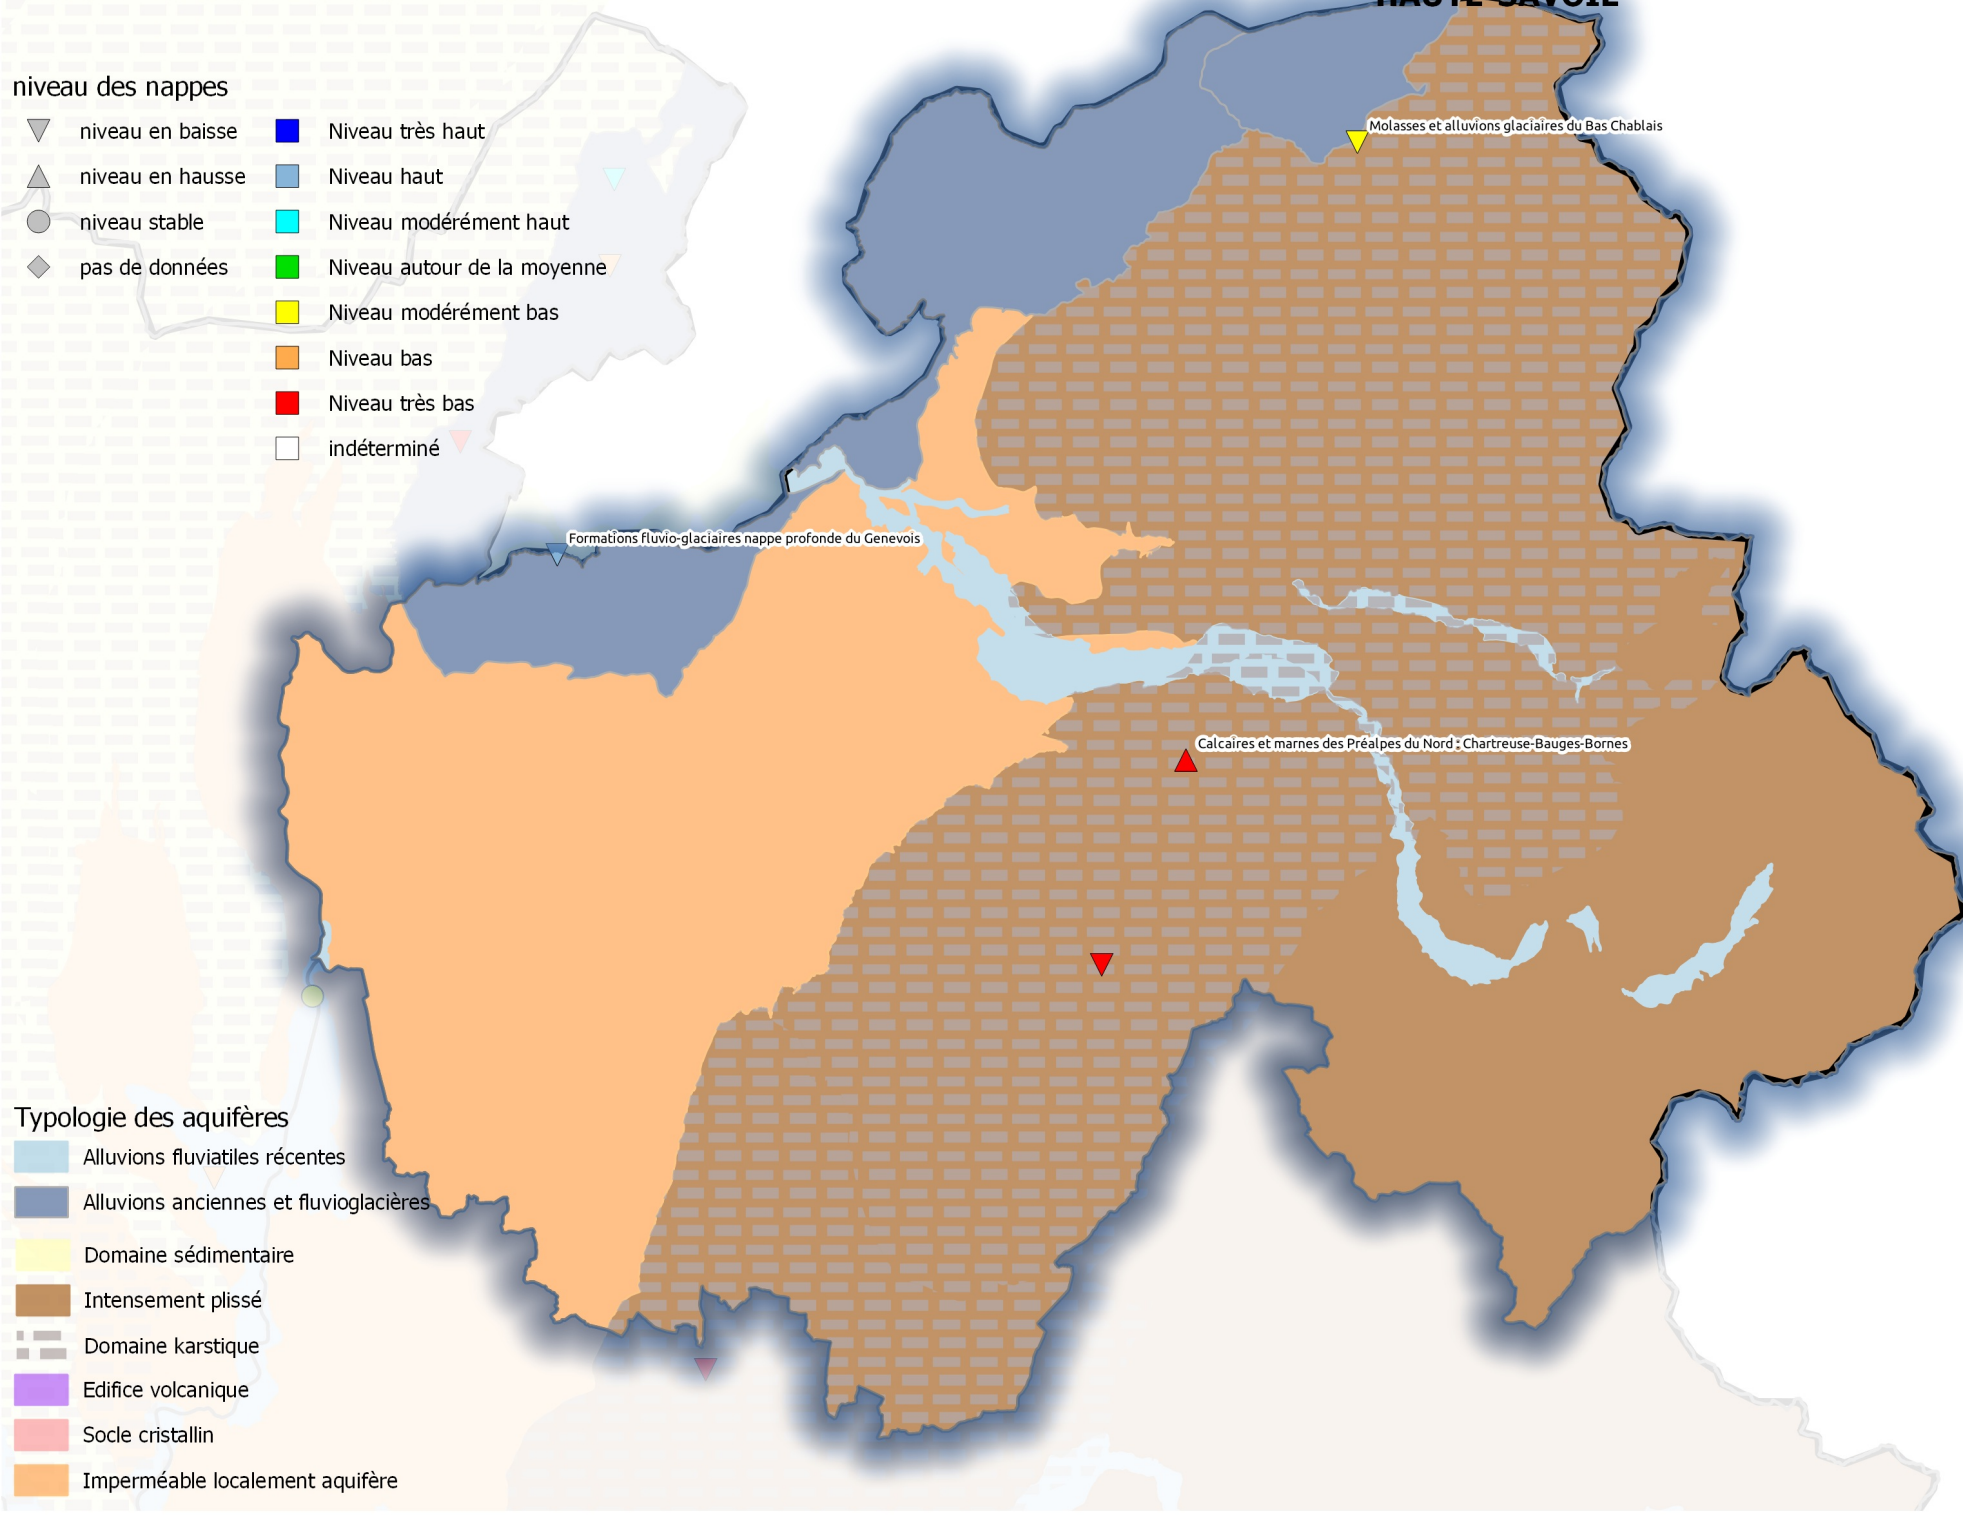 HAUTE-SAVOIE
niveau des nappes
niveau en baisse
niveau en hausse
niveau stable
pas de données
Niveau très haut
Niveau haut
Niveau modérément haut
Niveau autour de la moyenne
Niveau modérément bas
Niveau bas
Niveau très bas
indéterminé
Molasses et alluvions glaciaires du Bas Chablais
Formations fluvio-glaciaires nappe profonde du Genevois
Calcaires et marnes des Préalpes du Nord : Chartreuse-Bauges-Bornes
Typologie des aquifères
Alluvions fluviatiles récentes
Alluvions anciennes et fluvioglacières
Domaine sédimentaire
Intensement plissé
Domaine karstique
Edifice volcanique
Socle cristallin
Imperméable localement aquifère